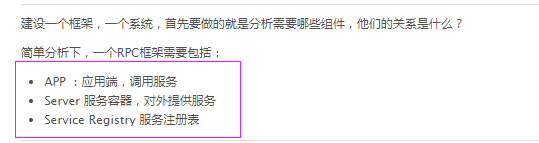 建设一个框架，一个系统，首先要做的就是分析需要哪些组件，他们的关系是什么？
简单分析下，一个RPC框架需要包括：
• APP ：应用端，调用服务
• Server 服务容器，对外提供服务
• Service Registry 服务注册表